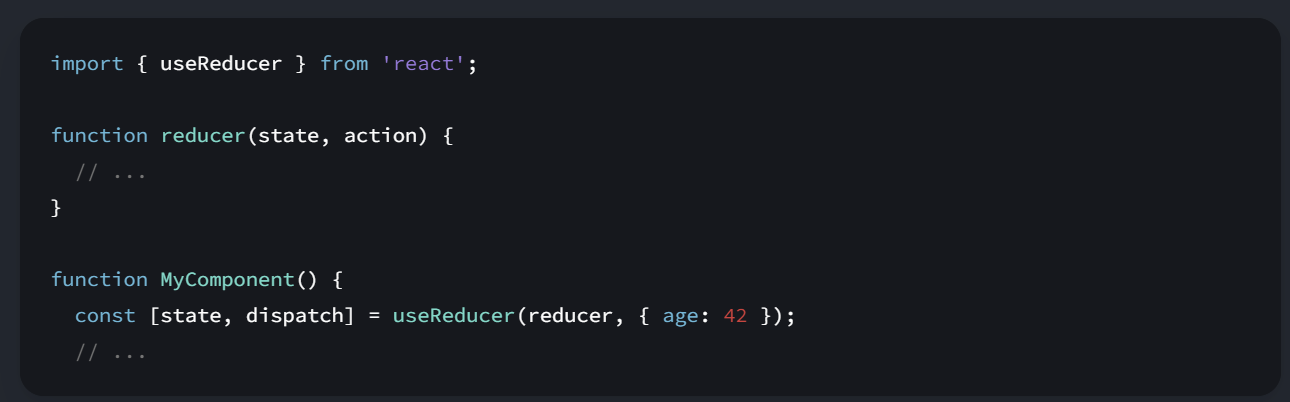 import { useReducer } from 'react';
function reducer(state, action) {
// ...
}
function MyComponent() {
const [state, dispatch] = useReducer(reducer, { age: 42 });
// ...